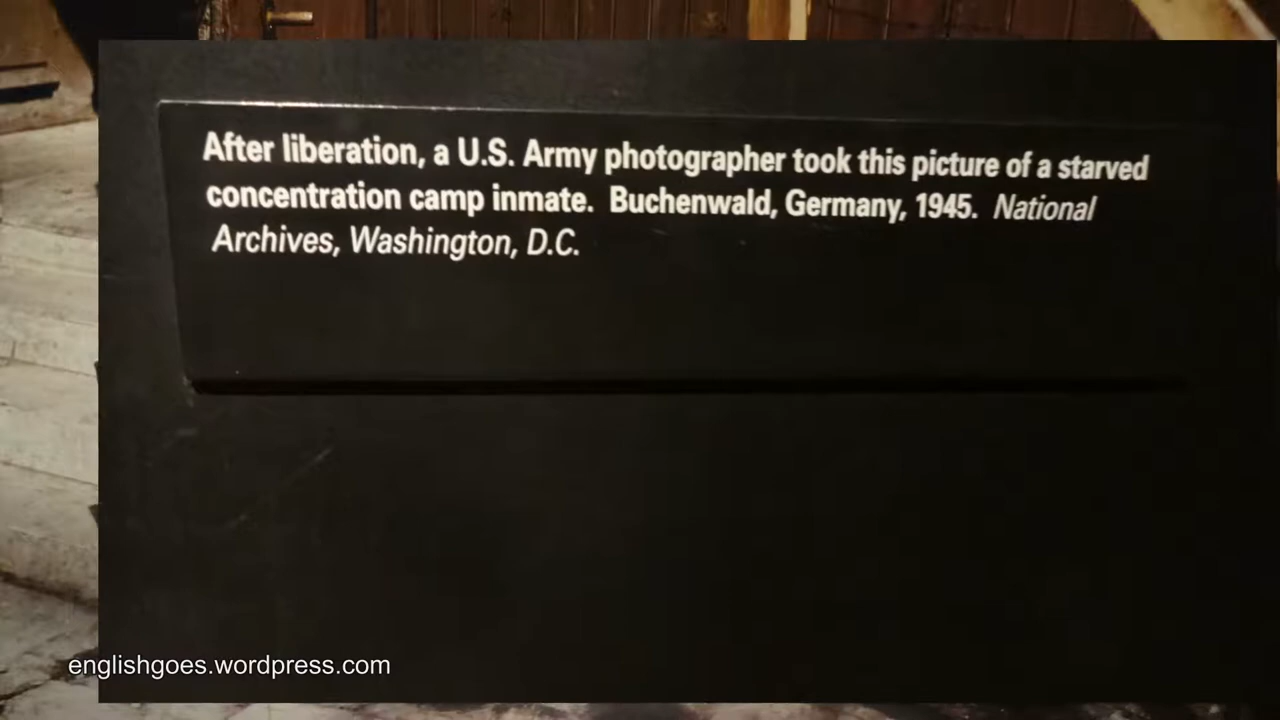 After liberation, a U.S. Army photographer took this picture of a starved
concentration camp inmate.  Buchenwald, Germany, 1945.  National
Archives, Washington, D.C.
englishgoes.wordpress.com